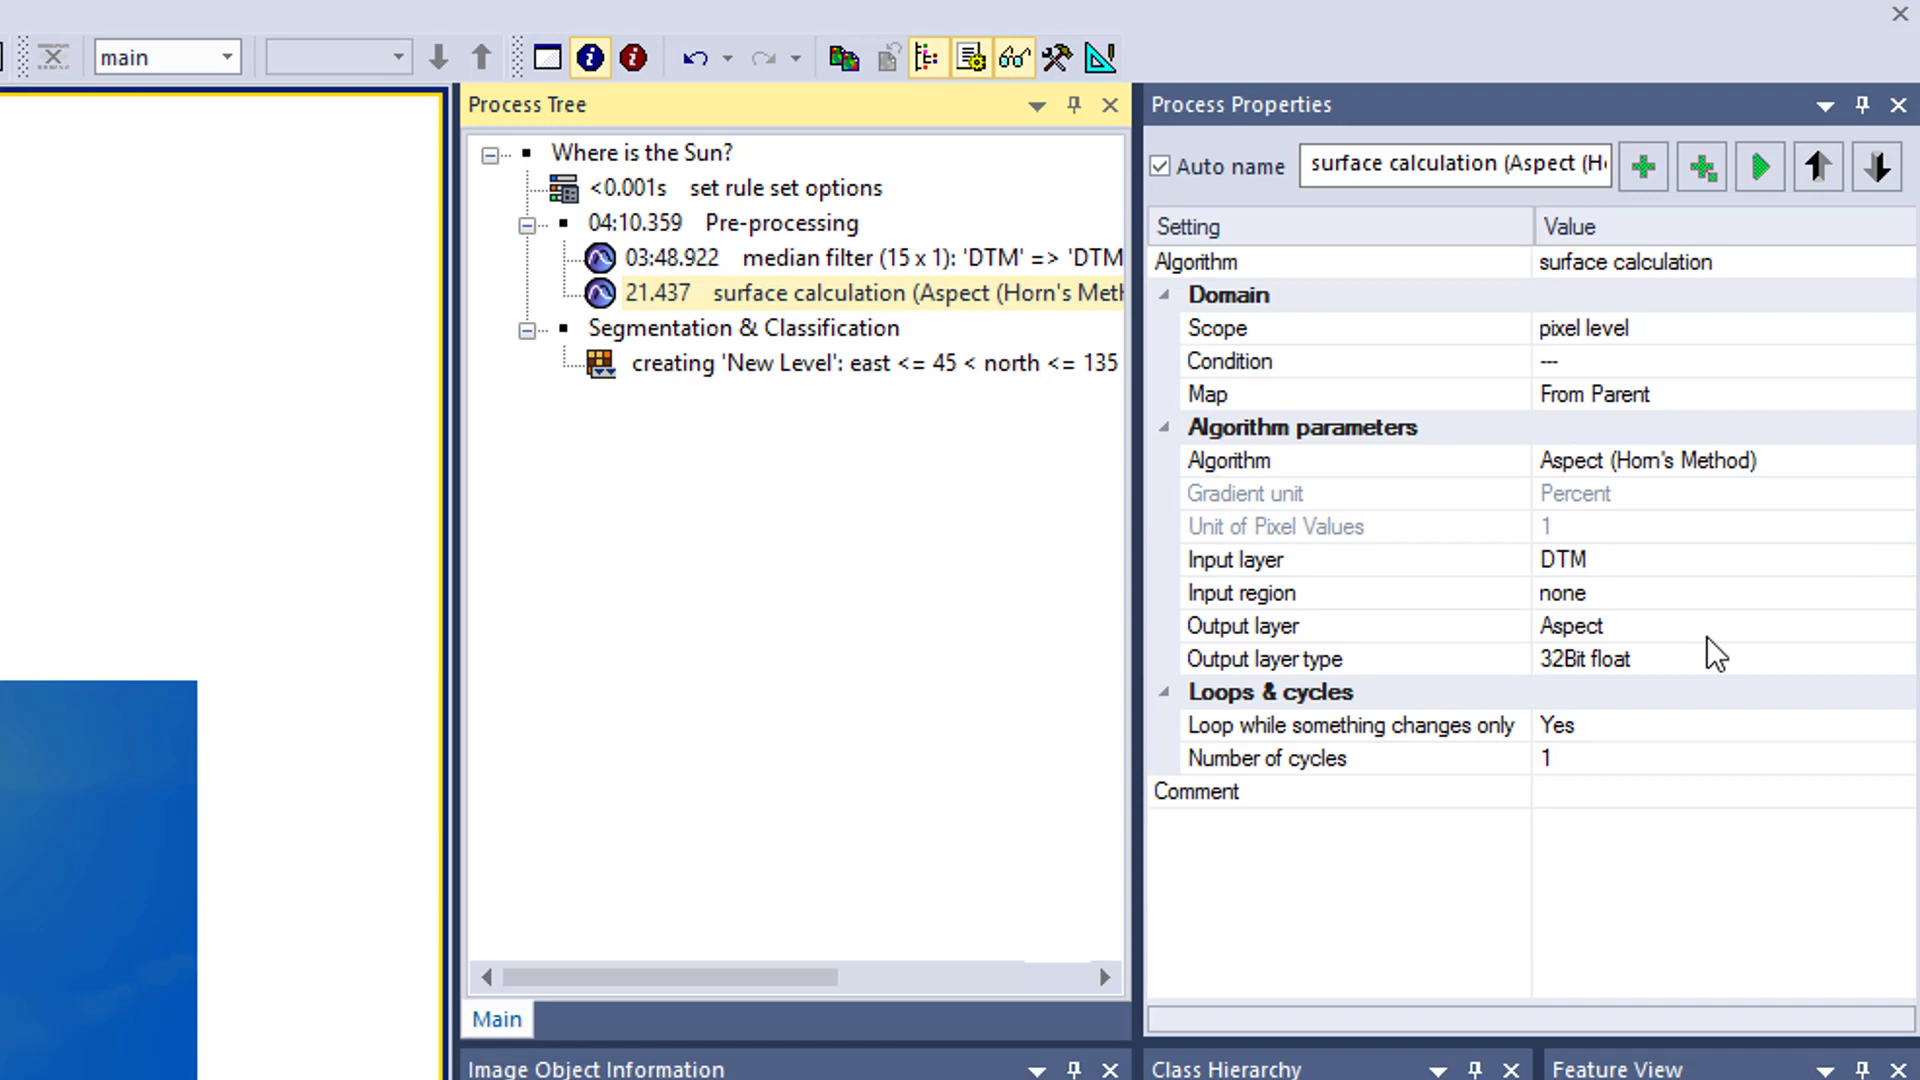 main
Process Tree
Where is the Sun?
<0.001s set rule set options
04:10.359 Pre-processing
03:48.922 median filter (15 x 1): 'DTM' => 'DTM
21.437 surface calculation (Aspect (Horn's Meth
Segmentation & Classification
creating 'New Level': east <= 45 < north <= 135
Main
Image Object Information
Process Properties
Auto name surface calculation (Aspect (H
Setting Value
Algorithm surface calculation
Domain
Scope pixel level
Condition ---
Map From Parent
Algorithm parameters
Algorithm Aspect (Horn's Method)
Gradient unit Percent
Unit of Pixel Values 1
Input layer DTM
Input region none
Output layer Aspect
Output layer type 32Bit float
Loops & cycles
Loop while something changes only Yes
Number of cycles 1
Comment
Class Hierarchy
Feature View